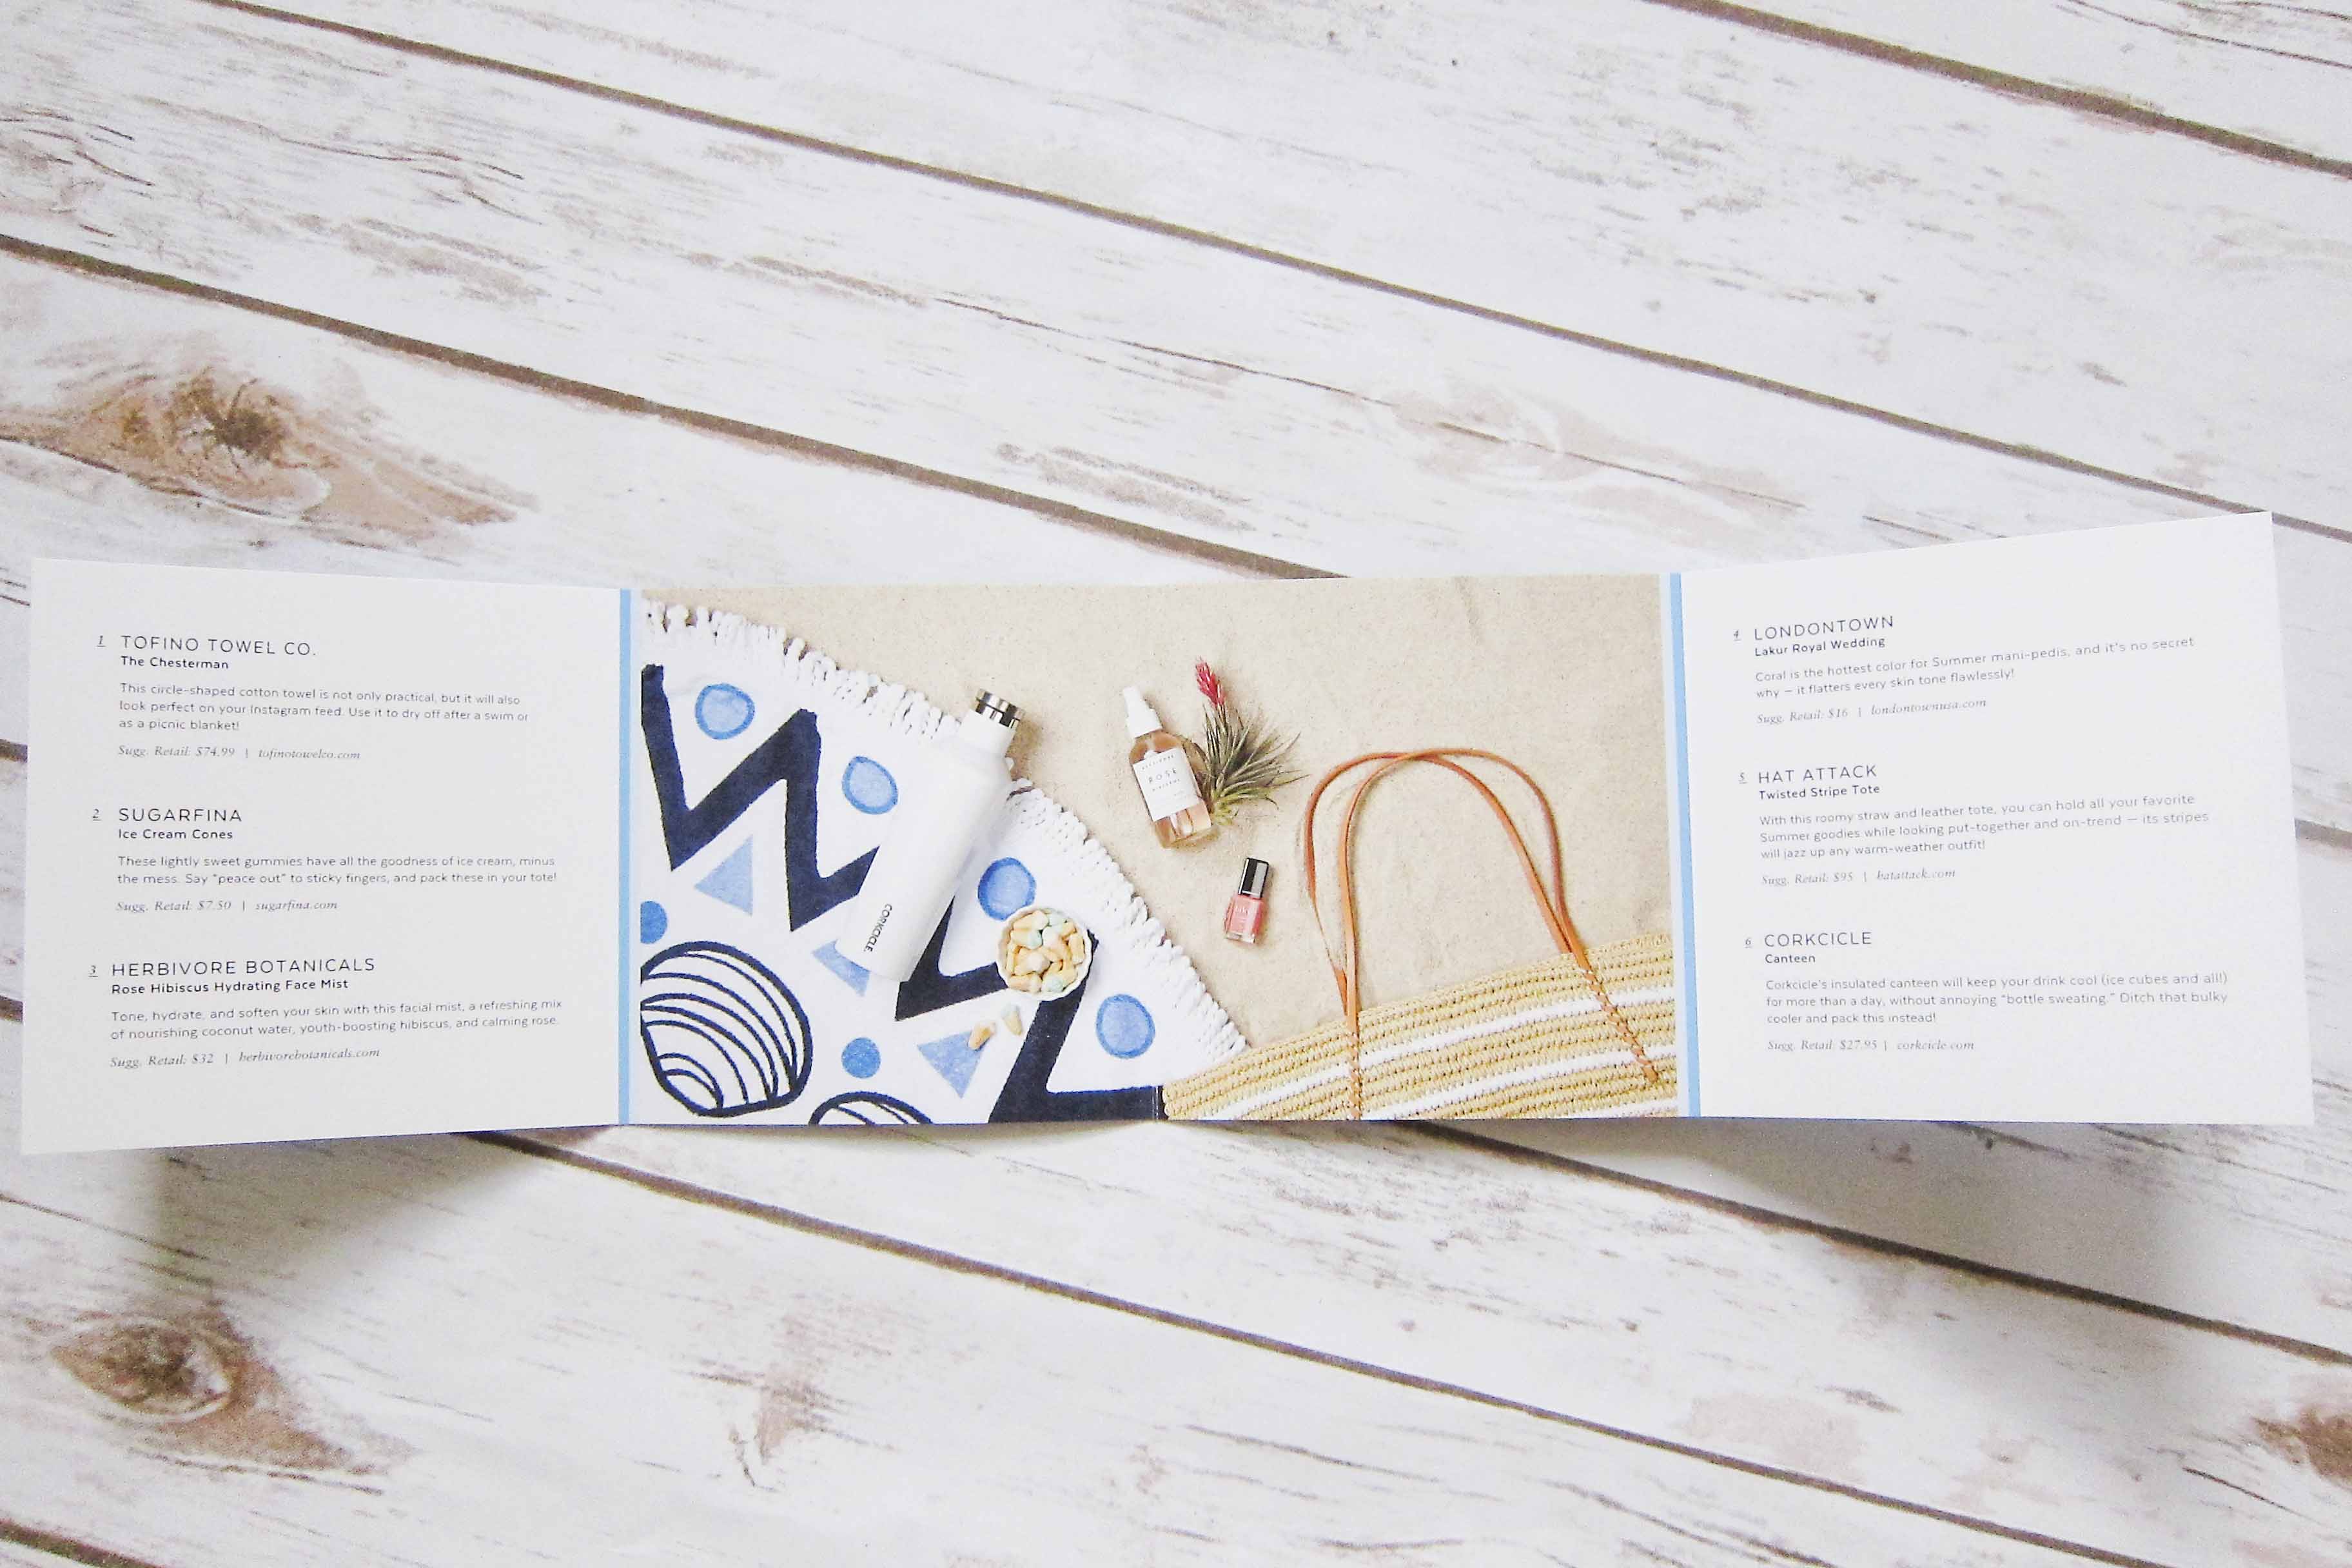 1 TOFINO TOWEL CO.
The Chesterman
This circle-shaped cotton towel is not only practical, but it will also
look perfect on your Instagram feed. Use it to dry off after a swim or
as a picnic blanket!
Sugg. Retail: $74.99 | tofinotowelco.com
2 SUGARFINA
Ice Cream Cones
These lightly sweet gummies have all the goodness of ice cream, minus
the mess. Say "peace out" to sticky fingers, and pack these in your tote!
Sugg. Retail: $7.50 | sugarfina.com
3 HERBIVORE BOTANICALS
Rose Hibiscus Hydrating Face Mist
Tone, hydrate, and soften your skin with this facial mist, a refreshing mix
of nourishing coconut water, youth-boosting hibiscus, and calming rose.
Sugg. Retail: $32 | herbivorebotanicals.com
CORKCICLE.
ROSE
4 LONDONTOWN
Lakur Royal Wedding
Coral is the hottest color for Summer mani-pedis, and it's no secret
why – it flatters every skin tone flawlessly!
Sugg. Retail: $16 | londontownusa.com
5 HAT ATTACK
Twisted Stripe Tote
With this roomy straw and leather tote, you can hold all your favorite
Summer goodies while looking put-together and on-trend – its stripes
will jazz up any warm-weather outfit!
Sugg. Retail: $95 | hatattack.com
6 CORKCICLE
Canteen
Corkcicle's insulated canteen will keep your drink cool (ice cubes and all!)
for more than a day, without annoying "bottle sweating." Ditch that bulky
cooler and pack this instead!
Sugg. Retail: $27.95 | corkcicle.com